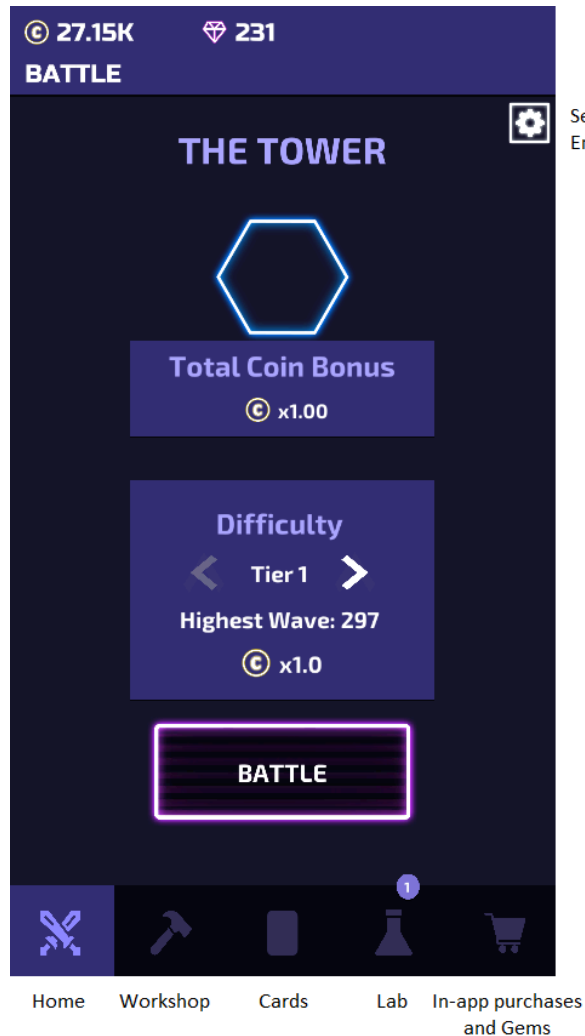 © 27.15K 231
BATTLE
THE TOWER
Total Coin Bonus
© x1.00
Difficulty
Tier 1
Highest Wave: 297
© x1.0
BATTLE
1
Home Workshop Cards Lab In-app purchases
and Gems